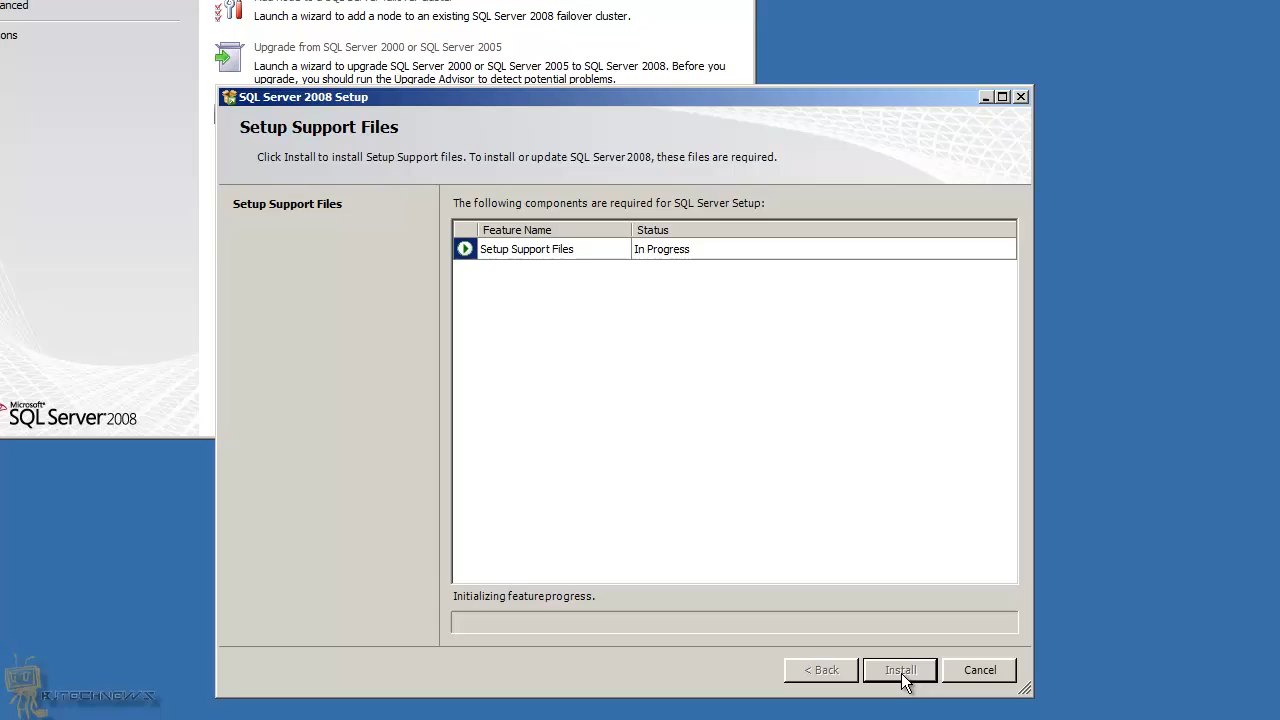 anced
ons
Launch a wizard to add a node to an existing SQL Server 2008 failover cluster.
Upgrade from SQL Server 2000 or SQL Server 2005
Launch a wizard to upgrade SQL Server 2000 or SQL Server 2005 to SQL Server 2008. Before you
upgrade, you should run the Upgrade Advisor to detect potential problems.
SQL Server 2008 Setup
Setup Support Files
Click Install to install Setup Support files. To install or update SQL Server 2008, these files are required.
Setup Support Files
The following components are required for SQL Server Setup:
Feature Name Status
Setup Support Files In Progress
Initializing feature progress.
< Back Install Cancel
Microsoft®
SQL Server 2008